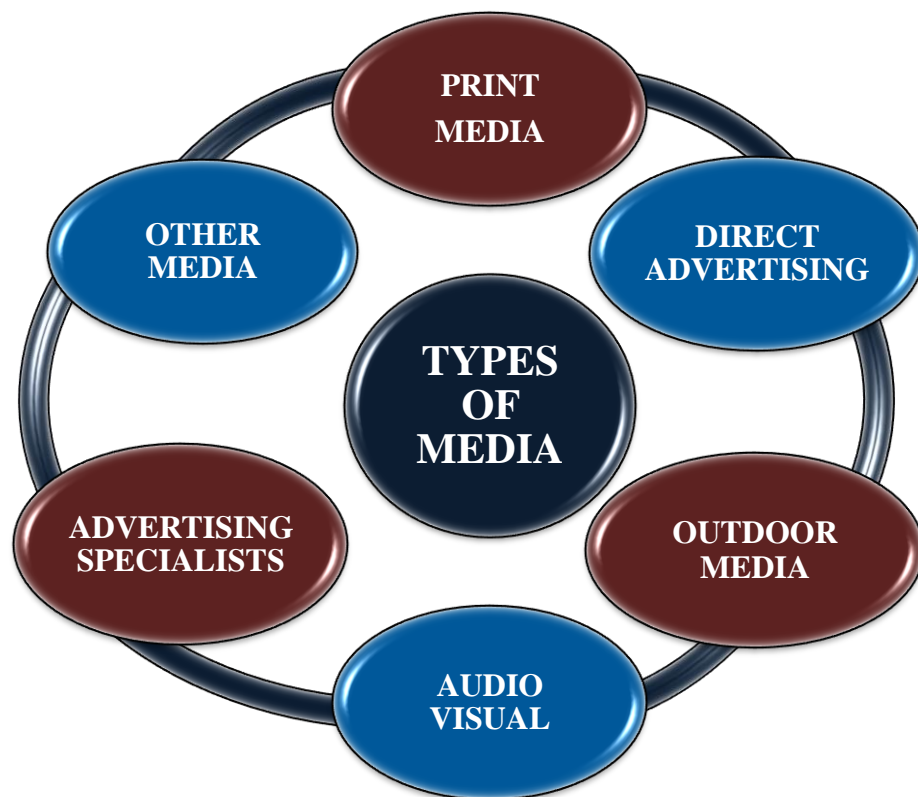 PRINT
MEDIA
DIRECT
ADVERTISING
OUTDOOR
MEDIA
AUDIO
VISUAL
ADVERTISING
SPECIALISTS
OTHER
MEDIA
TYPES
OF
MEDIA